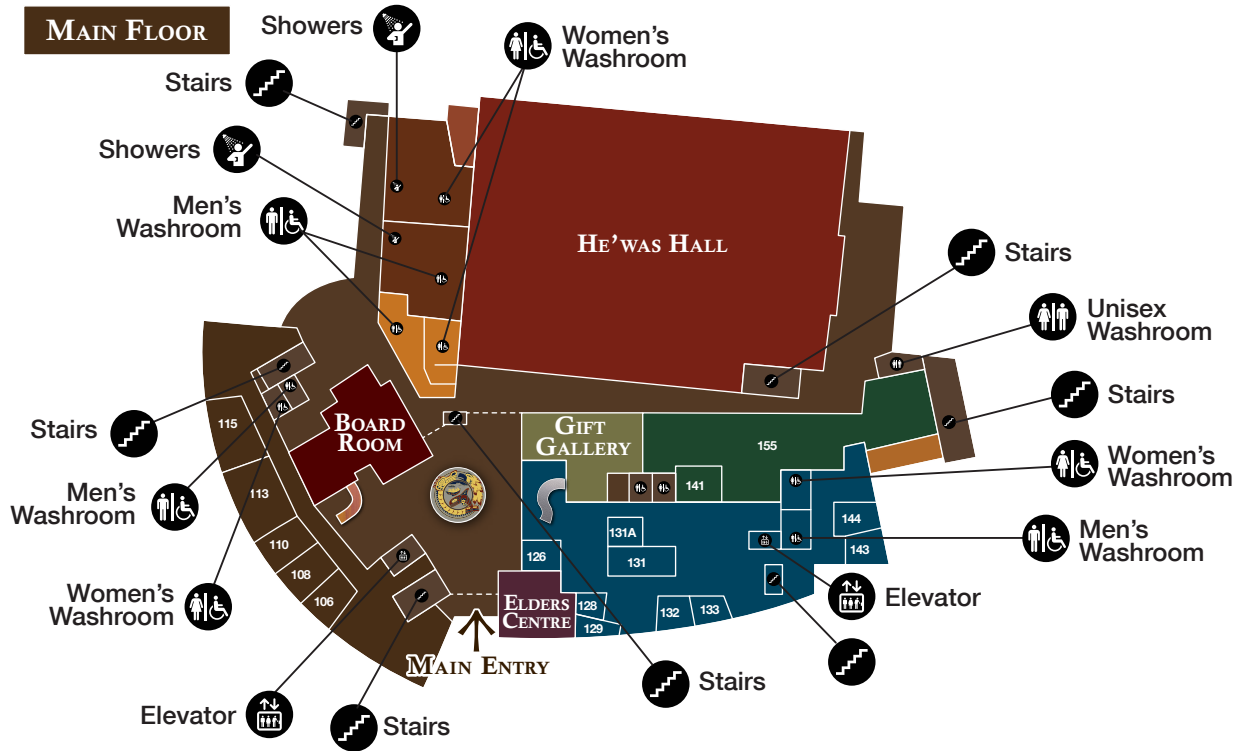 MAIN FLOOR
Showers
Women's
Washroom
Stairs
Showers
Men's
Washroom
HE'WAS HALL
Stairs
Unisex
Washroom
Stairs
115
BOARD
ROOM
GIFT
GALLERY
155
Stairs
Women's
Washroom
113
141
Men's
Washroom
144
131A
110
126
131
143
Men's
Washroom
108
106
Women's
Washroom
ELDERS
CENTRE
128
129
132
133
Elevator
MAIN ENTRY
Stairs
Elevator
Stairs